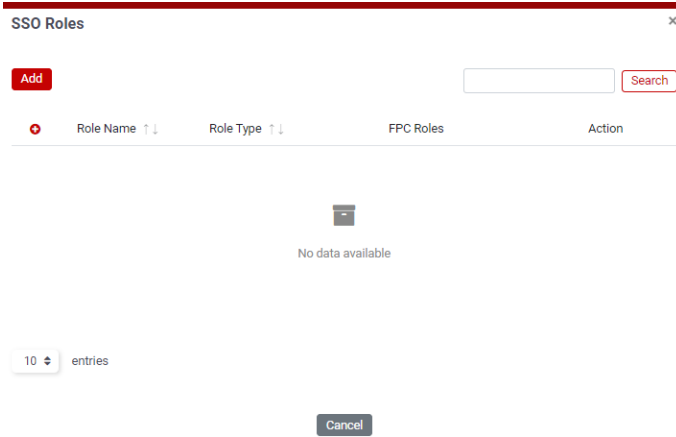 SSO Roles ×
Add Search
Role Name ↑↓ Role Type ↑↓ FPC Roles Action
No data available
10 entries
Cancel